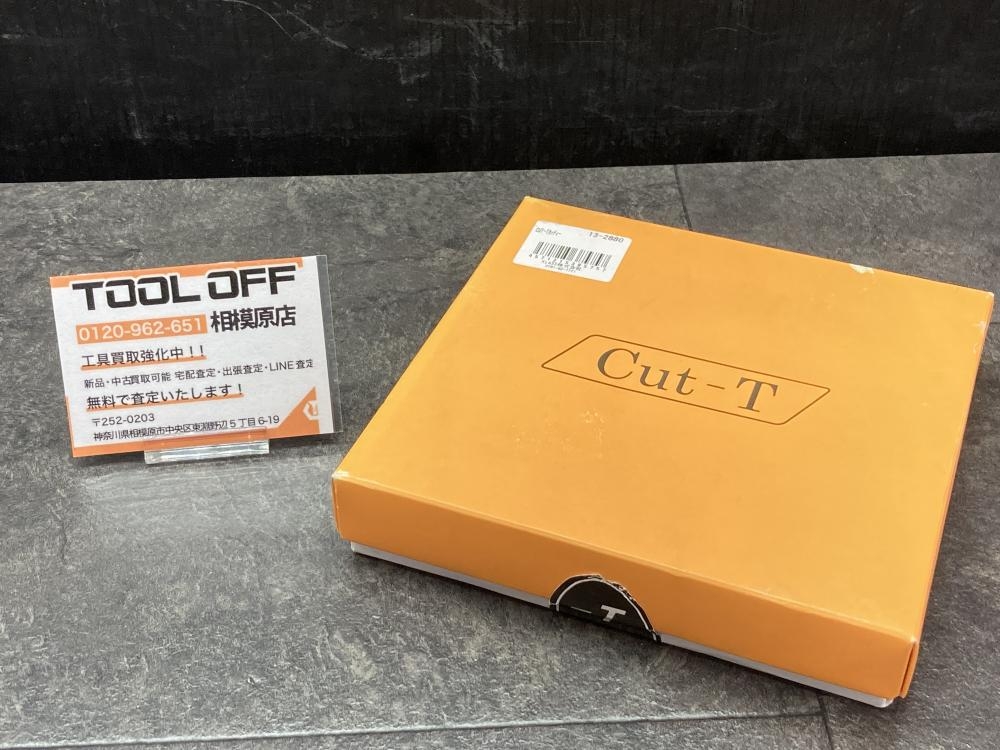 TOOL OFF
0120-962-651 相模原店
工具買取強化中！！
新品・中古買取可能 宅配査定・出張査定・LINE査定
無料で査定いたします！
〒252-0203
神奈川県相模原市中央区東淵野辺5丁目6-19
13-2880
Cut-T
-T